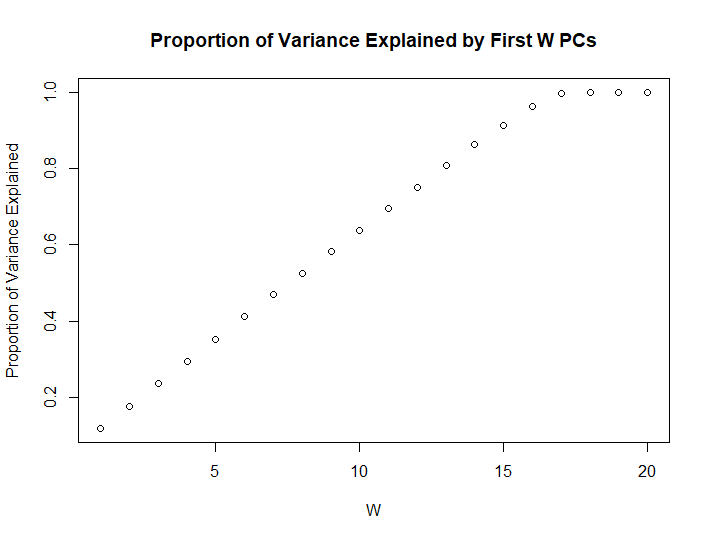 Proportion of Variance Explained by First W PCs
Proportion of Variance Explained
1.0
0.8
0.6
0.4
0.2
5 10 15 20
W